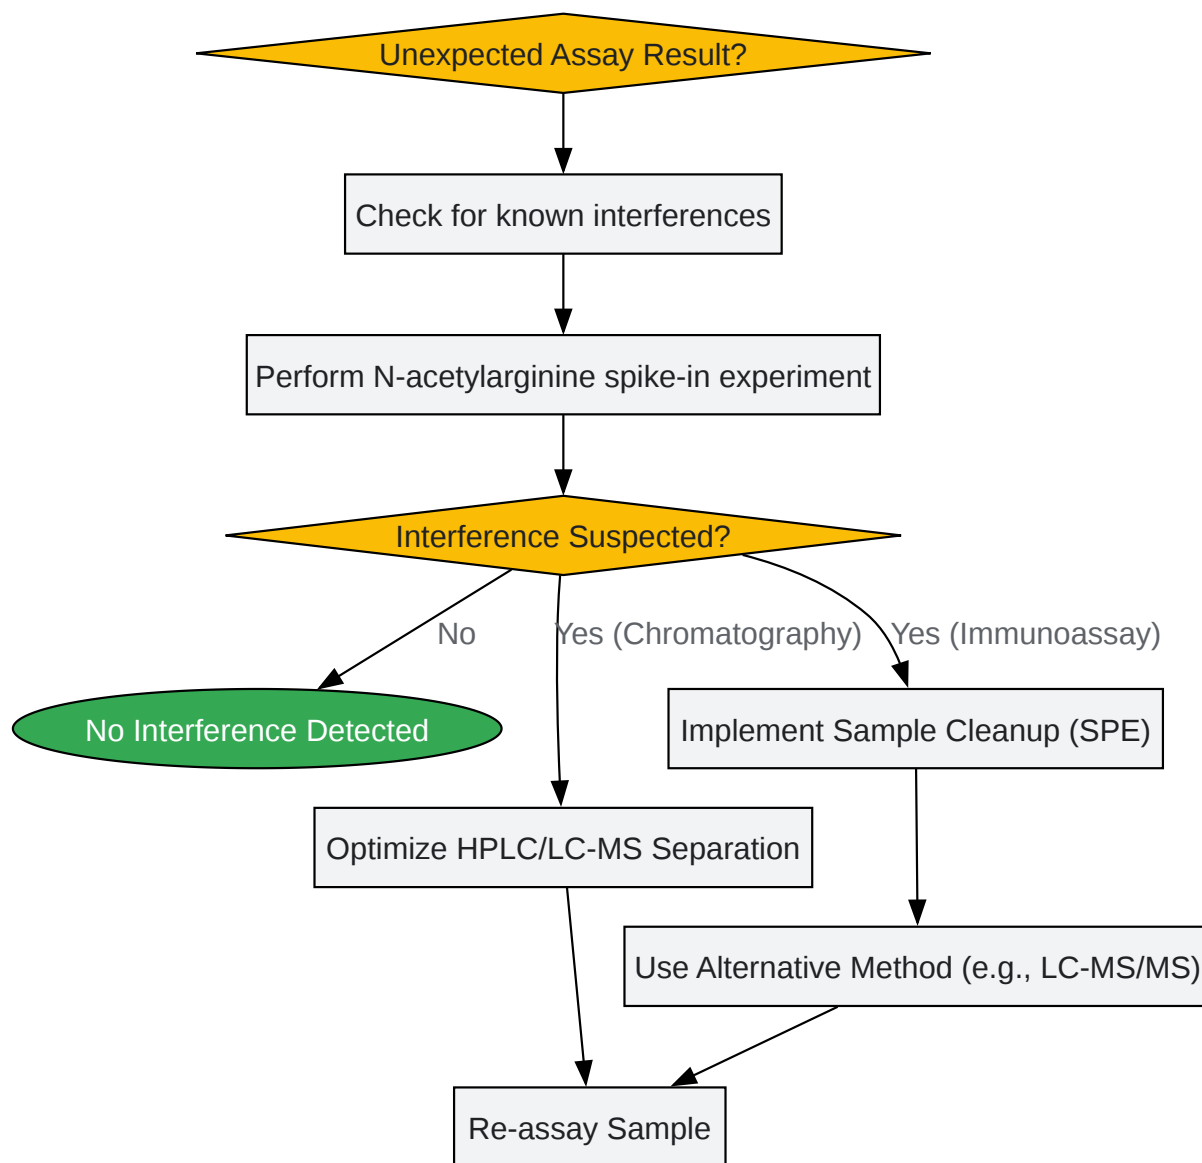 Unexpected Assay Result?
Check for known interferences
Perform N-acetylarginine spike-in experiment
Interference Suspected?
No
Yes (Chromatography)
Yes (Immunoassay)
No Interference Detected
Implement Sample Cleanup (SPE)
Optimize HPLC/LC-MS Separation
Use Alternative Method (e.g., LC-MS/MS)
Re-assay Sample